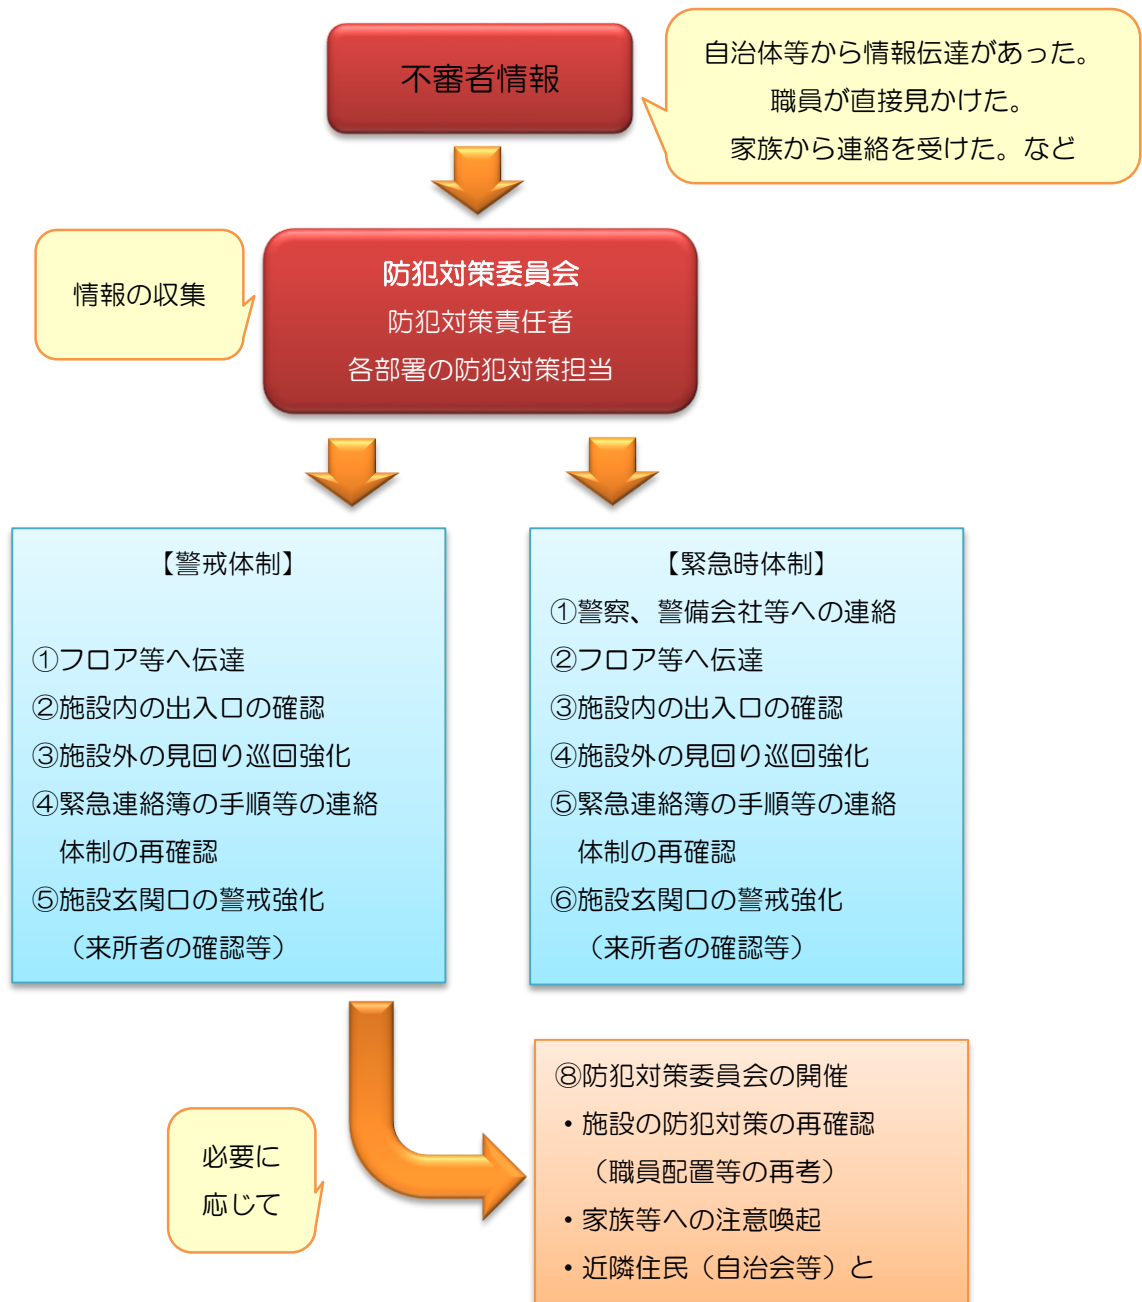 不審者情報
自治体等から情報伝達があった。
職員が直接見かけた。
家族から連絡を受けた。など
情報の収集
防犯対策委員会
防犯対策責任者
各部署の防犯対策担当
【警戒体制】
①フロア等へ伝達
②施設内の出入口の確認
③施設外の見回り巡回強化
④緊急連絡簿の手順等の連絡
体制の再確認
⑤施設玄関口の警戒強化
（来所者の確認等）
【緊急時体制】
①警察、警備会社等への連絡
②フロア等へ伝達
③施設内の出入口の確認
④施設外の見回り巡回強化
⑤緊急連絡簿の手順等の連絡
体制の再確認
⑥施設玄関口の警戒強化
（来所者の確認等）
必要に
応じて
⑧防犯対策委員会の開催
・施設の防犯対策の再確認
（職員配置等の再考）
・家族等への注意喚起
・近隣住民（自治会等）と